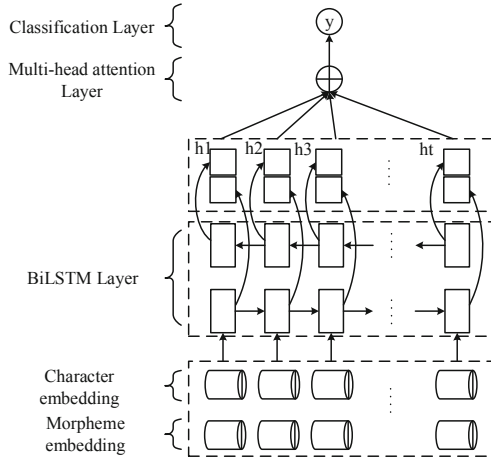 Classification Layer
y
Multi-head attention
Layer
h1 h2 h3 ht
BiLSTM Layer
Character
embedding
Morpheme
embedding